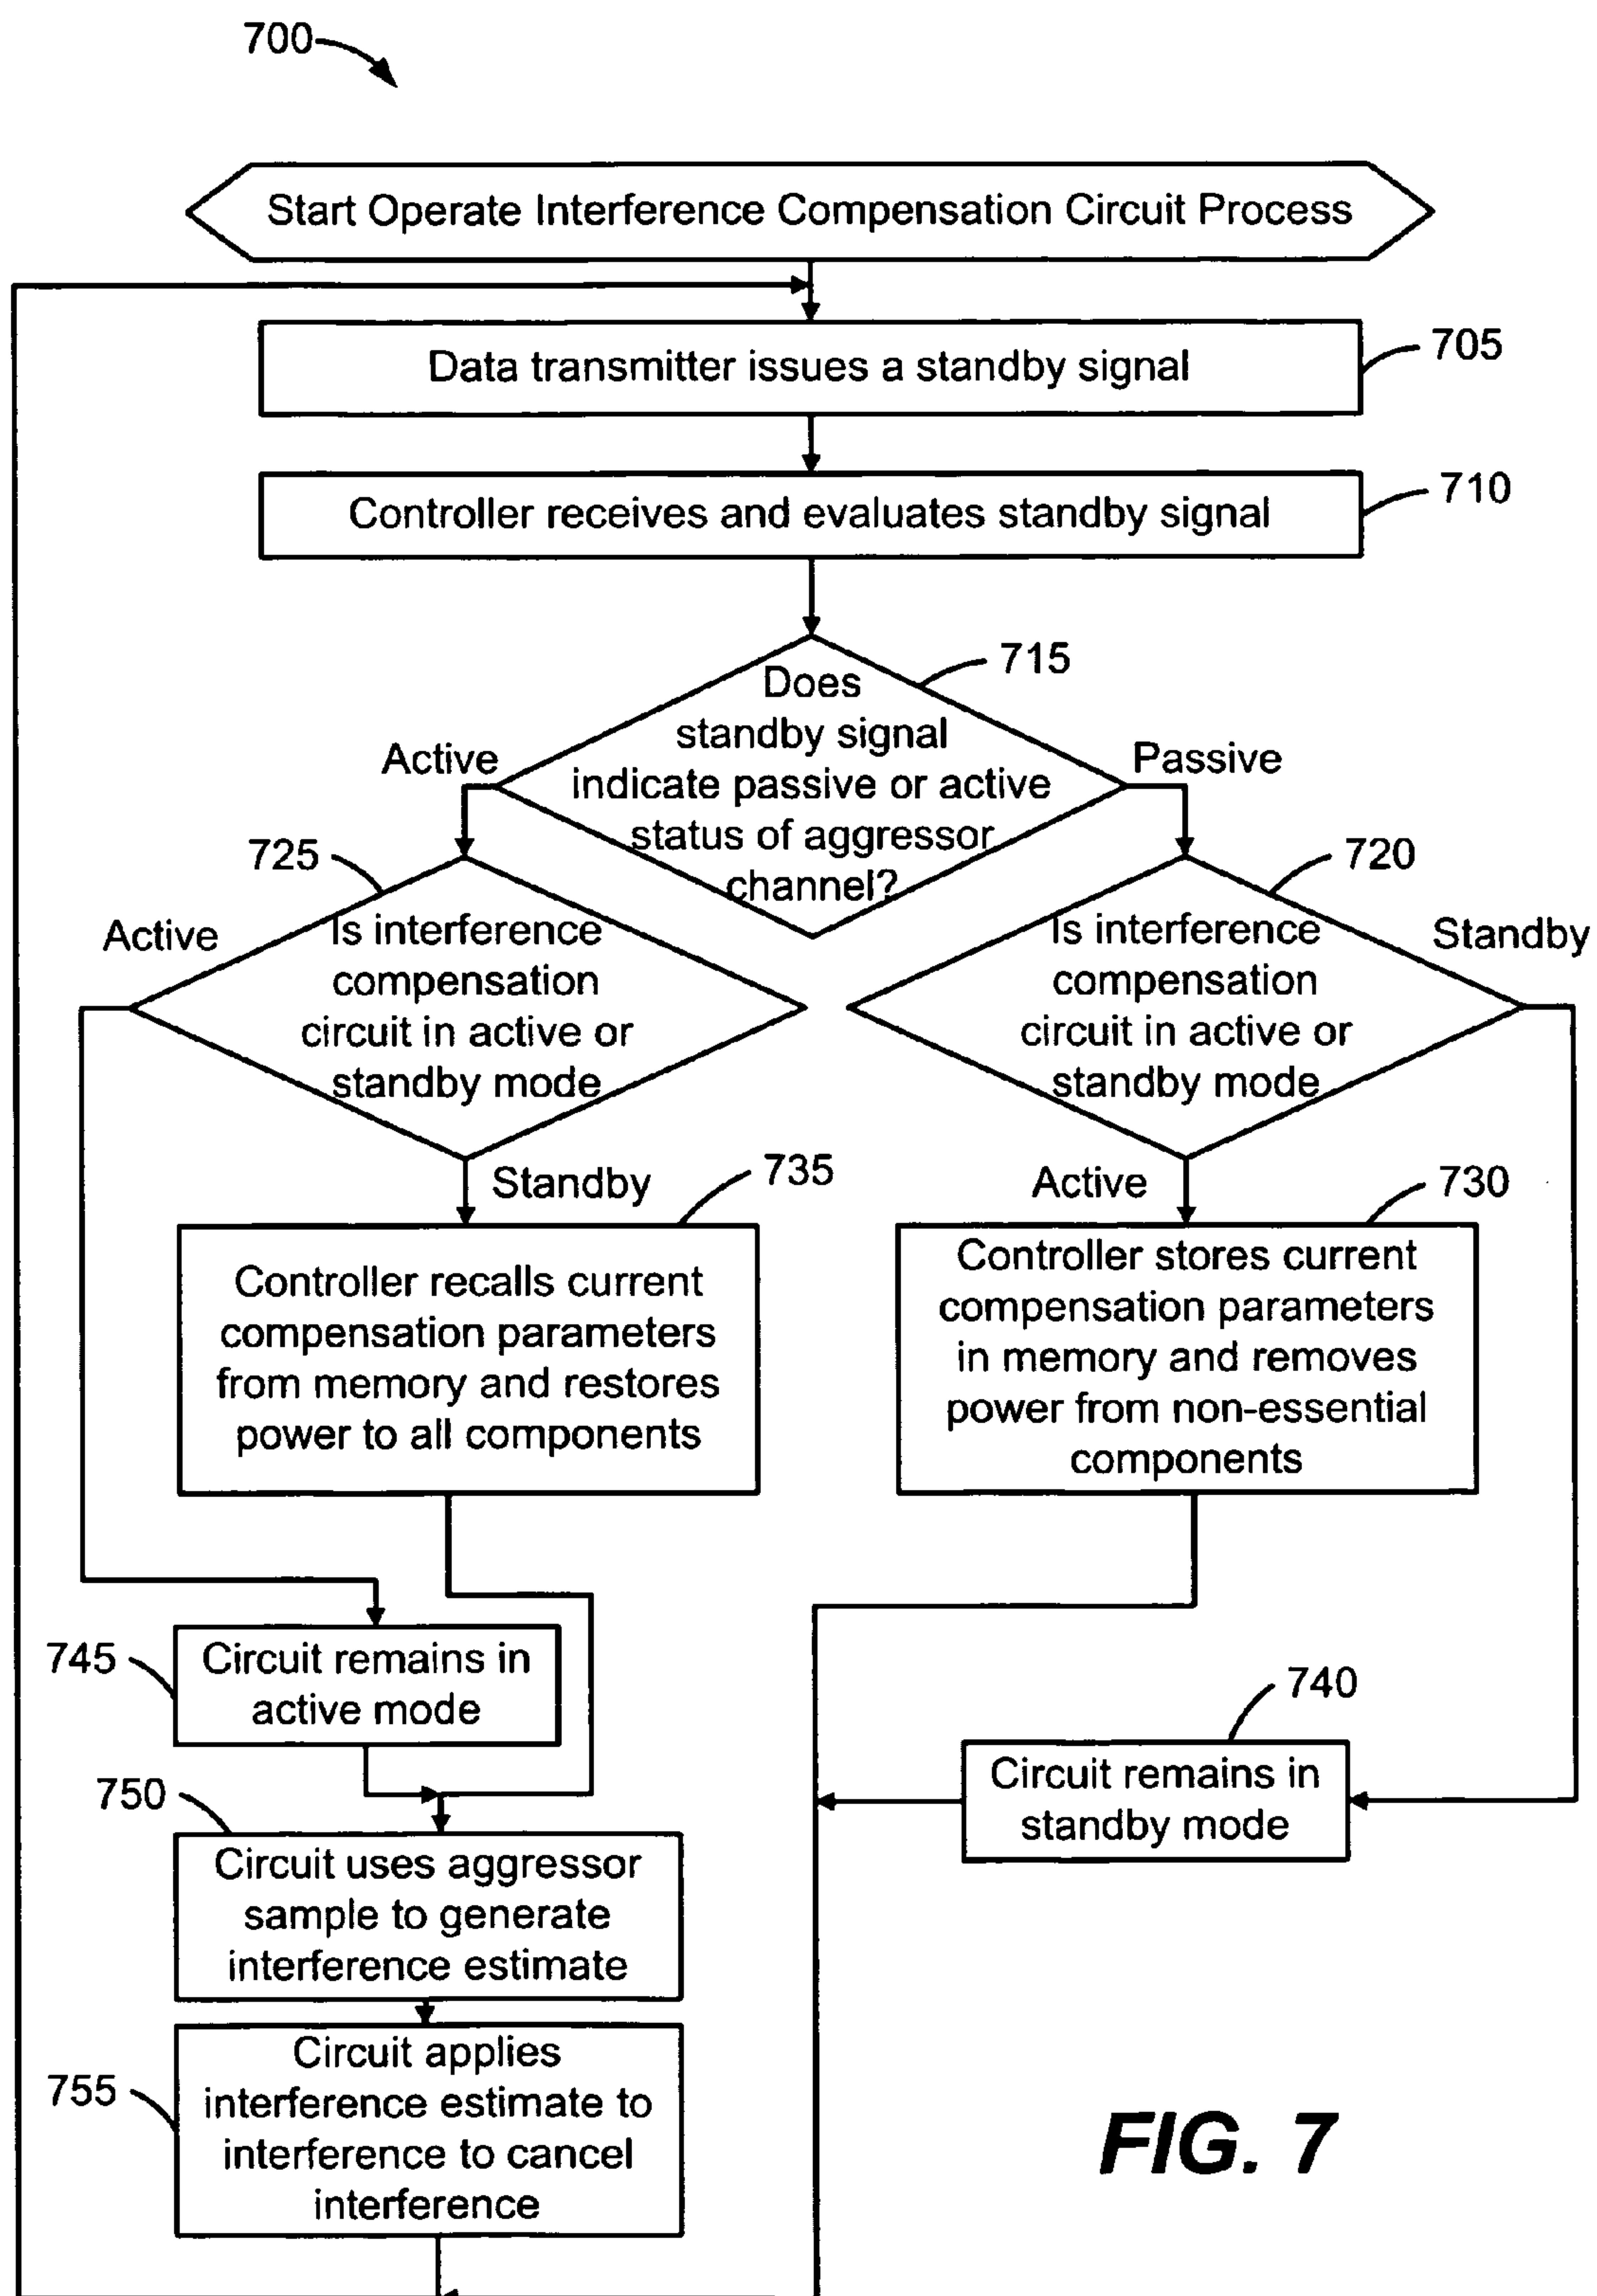 700
Start Operate Interference Compensation Circuit Process
Data transmitter issues a standby signal
705
Controller receives and evaluates standby signal
710
715
Does
standby signal
indicate passive or active
status of aggressor
channel?
Active
Passive
725
720
Active
Is interference
compensation
circuit in active or
standby mode
Is interference
compensation
circuit in active or
standby mode
Standby
Standby
735
Active
730
Controller recalls current
compensation parameters
from memory and restores
power to all components
Controller stores current
compensation parameters
in memory and removes
power from non-essential
components
745
Circuit remains in
active mode
740
Circuit remains in
standby mode
750
Circuit uses aggressor
sample to generate
interference estimate
755
Circuit applies
interference estimate to
interference to cancel
interference
FIG. 7